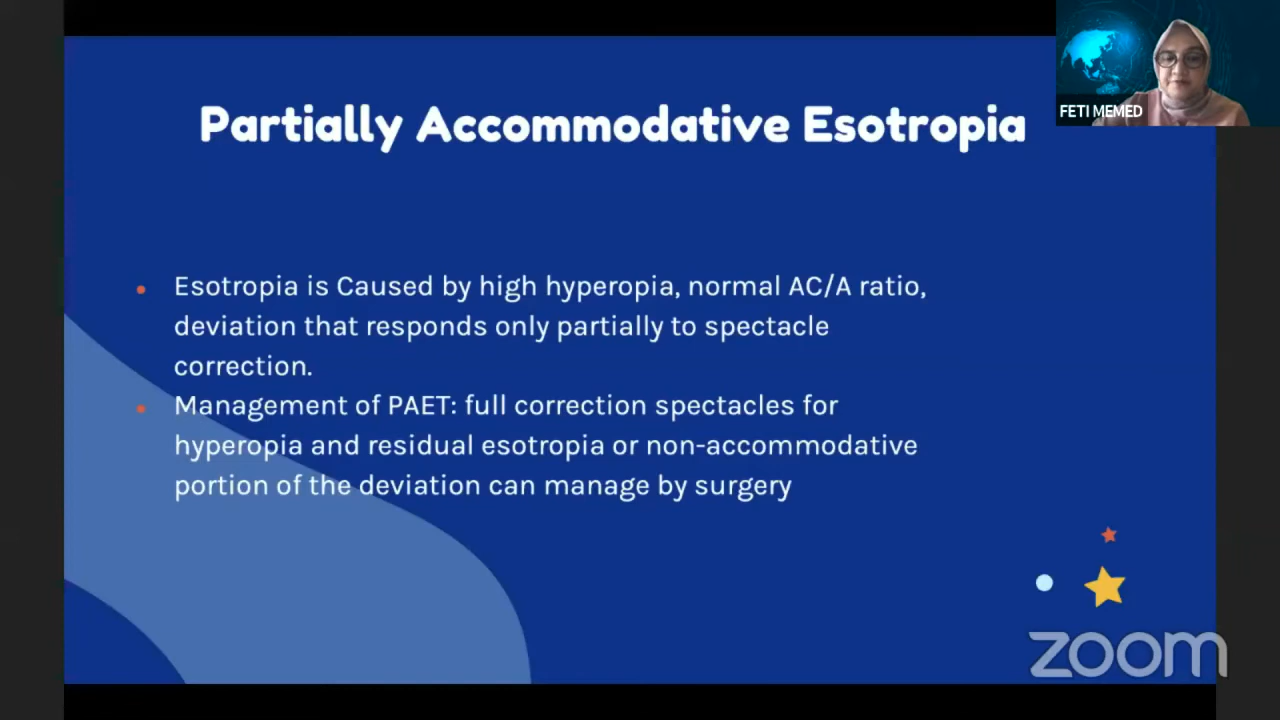 Partially Accommodative Esotropia
FETI MEMED
Esotropia is Caused by high hyperopia, normal AC/A ratio,
deviation that responds only partially to spectacle
correction.
Management of PAET: full correction spectacles for
hyperopia and residual esotropia or non-accommodative
portion of the deviation can manage by surgery
zoom